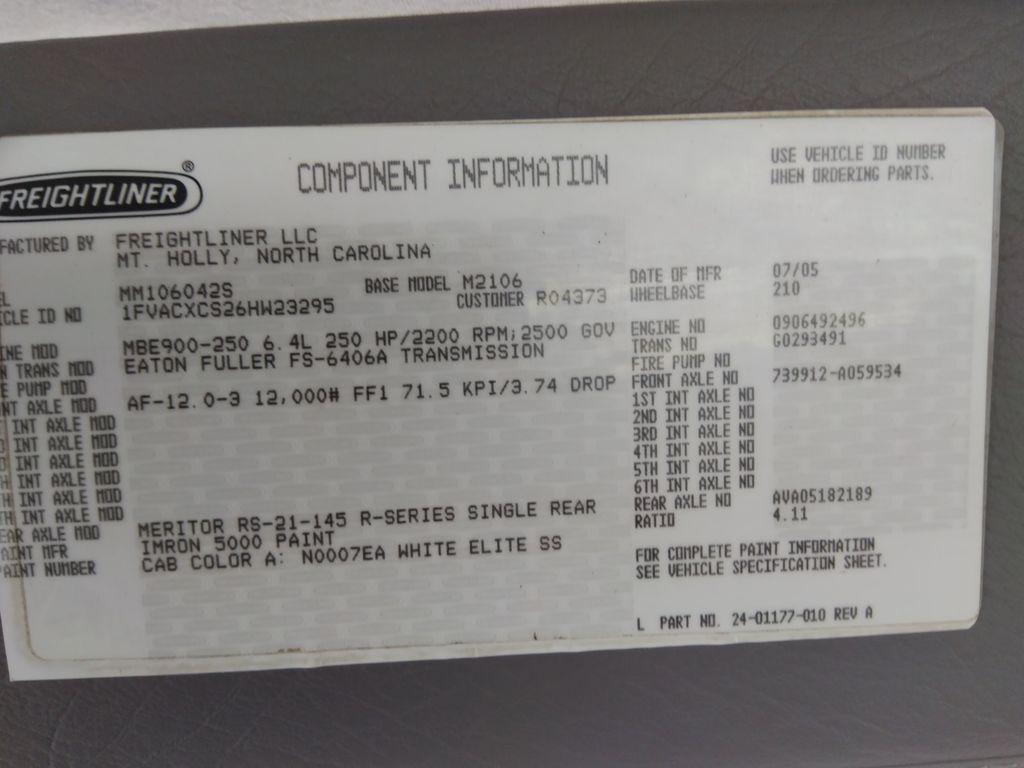 FREIGHTLINER ®
COMPONENT INFORMATION
USE VEHICLE ID NUMBER
WHEN ORDERING PARTS.
FACTURED BY FREIGHTLINER LLC
MT. HOLLY, NORTH CAROLINA
EL MM106042S BASE MODEL M2106
ICLE ID NO 1FVACXCS26HW23295 CUSTOMER R04373
INE MOD MBE900-250 6.4L 250 HP/2200 RPM;2500 GOV
N TRANS MOD EATON FULLER FS-6406A TRANSMISSION
E PUMP MOD
NT AXLE MOD AF-12.0-3 12,000# FF1 71.5 KPI/3.74 DROP
INT AXLE MOD
INT AXLE MOD
INT AXLE MOD
H INT AXLE MOD
H INT AXLE MOD
TH INT AXLE MOD
EAR AXLE MOD MERITOR RS-21-145 R-SERIES SINGLE REAR
AINT MFR IMRON 5000 PAINT
AINT NUMBER CAB COLOR A: N0007EA WHITE ELITE SS
DATE OF MFR 07/05
WHEELBASE 210
ENGINE NO 0906492496
TRANS NO G0293491
FIRE PUMP NO
FRONT AXLE NO 739912-A059534
1ST INT AXLE NO
2ND INT AXLE NO
3RD INT AXLE NO
4TH INT AXLE NO
5TH INT AXLE NO
6TH INT AXLE NO
REAR AXLE NO AVA05182189
RATIO 4.11
FOR COMPLETE PAINT INFORMATION
SEE VEHICLE SPECIFICATION SHEET.
L PART NO. 24-01177-010 REV A